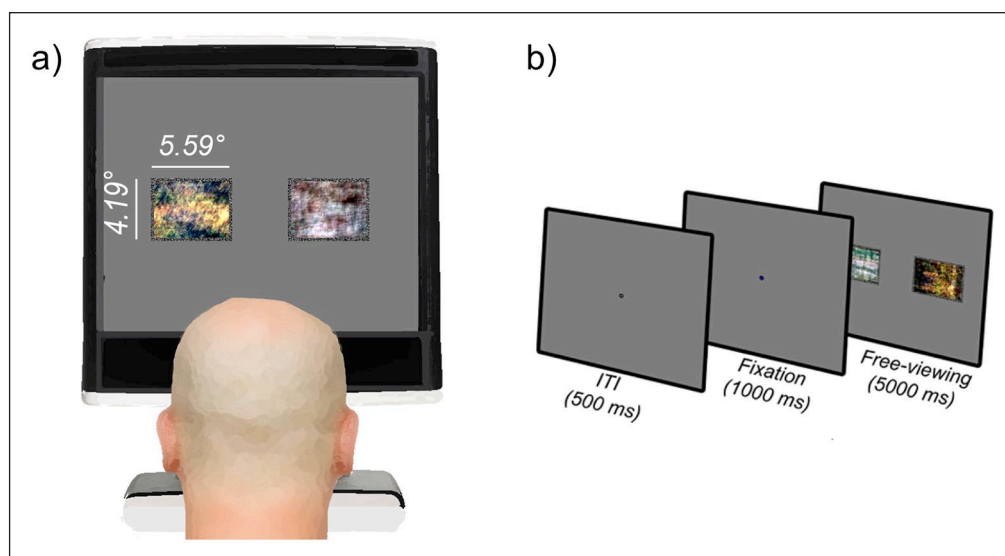 a)
5.59°
4.19°
b)
ITI
(500 ms)
Fixation
(1000 ms)
Free-viewing
(5000 ms)